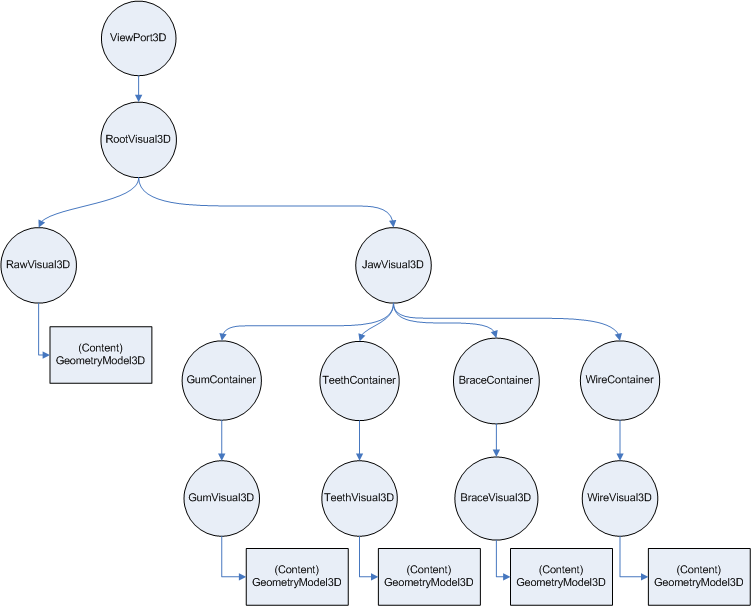 ViewPort3D
RootVisual3D
RawVisual3D
JawVisual3D
(Content)
GeometryModel3D
GumContainer
TeethContainer
BraceContainer
WireContainer
GumVisual3D
TeethVisual3D
BraceVisual3D
WireVisual3D
(Content)
GeometryModel3D
(Content)
GeometryModel3D
(Content)
GeometryModel3D
(Content)
GeometryModel3D